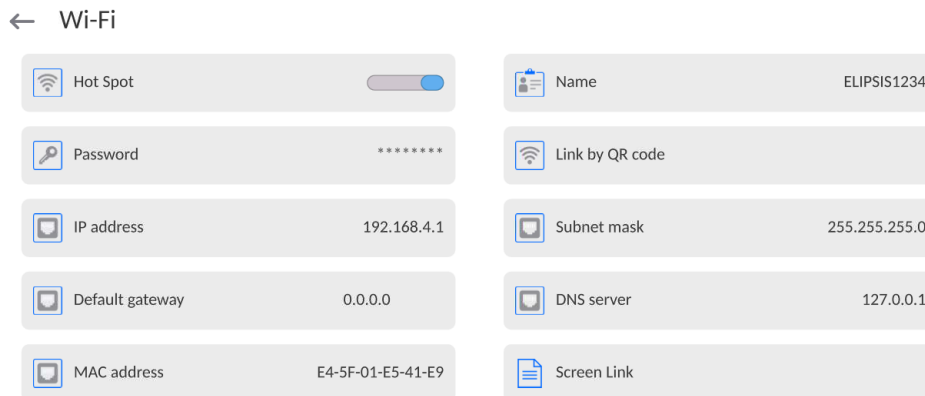 Wi-Fi
Hot Spot
Name ELIPSIS1234
Password ********
Link by QR code
IP address 192.168.4.1
Subnet mask 255.255.255.0
Default gateway 0.0.0.0
DNS server 127.0.0.1
MAC address E4-5F-01-E5-41-E9
Screen Link